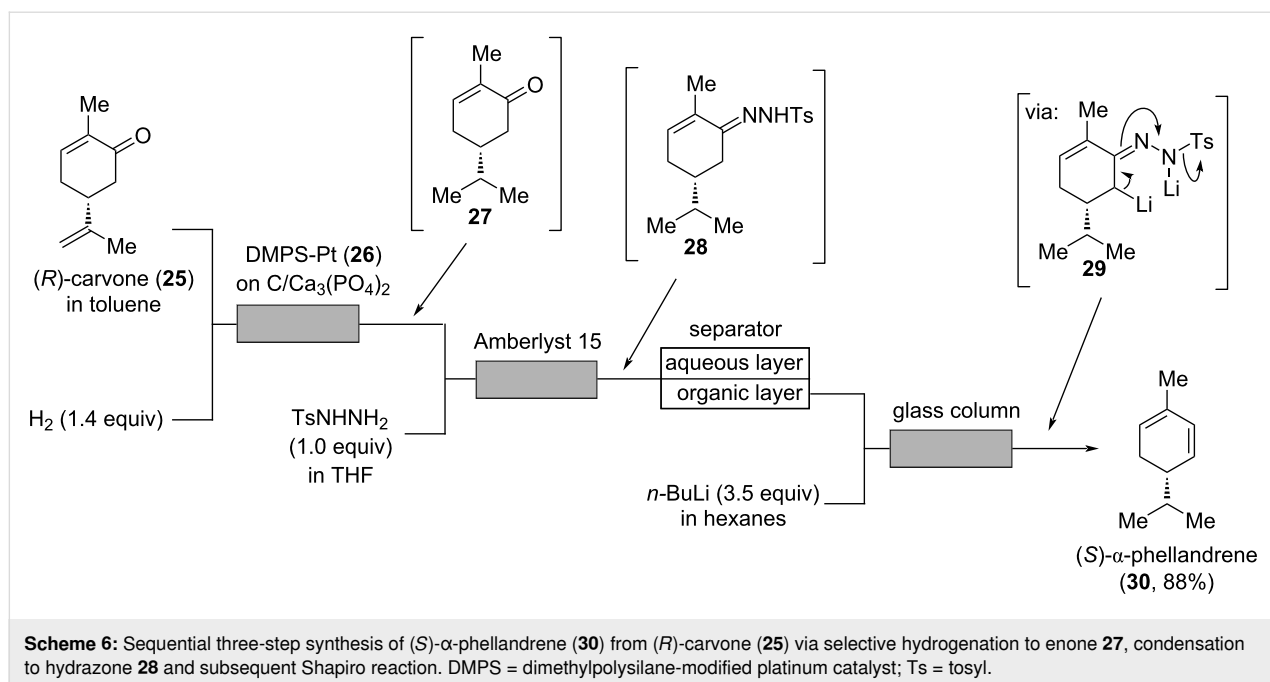 Me
O
(R)-carvone (25)
in toluene
Me
H2 (1.4 equiv)
DMPS-Pt (26)
on C/Ca3(PO4)2
Me
O
Me
Me
27
TsNHNH2
(1.0 equiv)
in THF
Amberlyst 15
Me
NNHTs
Me
Me
28
separator
aqueous layer
organic layer
n-BuLi (3.5 equiv)
in hexanes
glass column
via:
Me
N
N
Ts
Li
Li
Me
Me
29
Me
Me
Me
(S)-α-phellandrene
(30, 88%)
Scheme 6: Sequential three-step synthesis of (S)-α-phellandrene (30) from (R)-carvone (25) via selective hydrogenation to enone 27, condensation
to hydrazone 28 and subsequent Shapiro reaction. DMPS = dimethylpolysilane-modified platinum catalyst; Ts = tosyl.